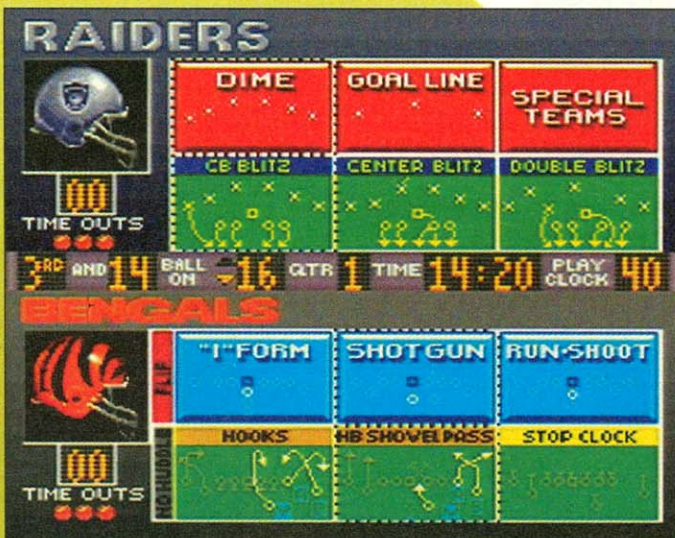 RAIDERS
DIME
GOAL LINE
SPECIAL
TEAMS
CB BLITZ
CENTER BLITZ
DOUBLE BLITZ
00
TIME OUTS
3RD AND 14 BALL ON 16 QTR 1 TIME 14:20 PLAY CLOCK 40
BENGALS
FLIP
"I"FORM
SHOTGUN
RUN•SHOOT
NO HUDDLE
HOOKS
HB SHOVELPASS
STOP CLOCK
00
TIME OUTS